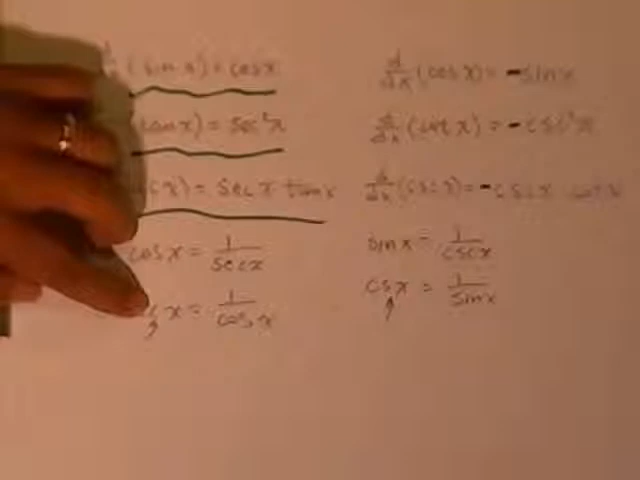 (sin x) = cos x
(tan x) = sec²x
x) = sec x tan x
cos x = 1/sec x
x = 1/cos x
d/dx (cos x) = -sin x
d/dx (cot x) = -csc²x
d/dx (csc x) = -csc x cot x
sin x = 1/csc x
csc x = 1/sin x